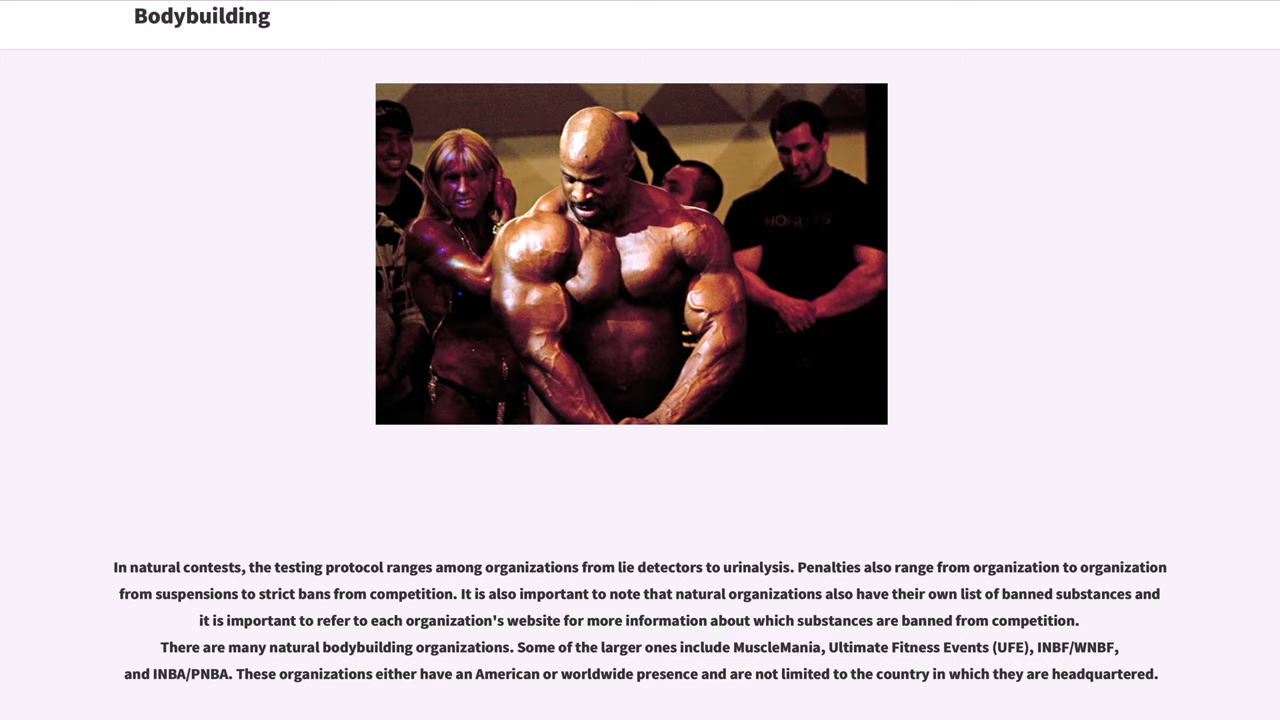 Bodybuilding
In natural contests, the testing protocol ranges among organizations from lie detectors to urinalysis. Penalties also range from organization to organization
from suspensions to strict bans from competition. It is also important to note that natural organizations also have their own list of banned substances and
it is important to refer to each organization's website for more information about which substances are banned from competition.
There are many natural bodybuilding organizations. Some of the larger ones include MuscleMania, Ultimate Fitness Events (UFE), INBF/WNBF,
and INBA/PNBA. These organizations either have an American or worldwide presence and are not limited to the country in which they are headquartered.